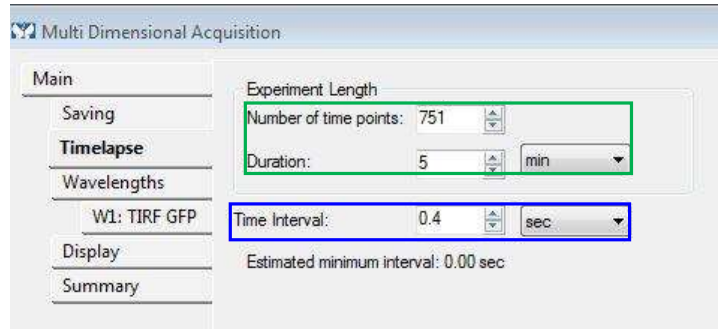 Multi Dimensional Acquisition
Main
Saving
Timelapse
Wavelengths
W1: TIRF GFP
Display
Summary
Experiment Length
Number of time points: 751
Duration: 5 min
Time Interval: 0.4 sec
Estimated minimum interval: 0.00 sec